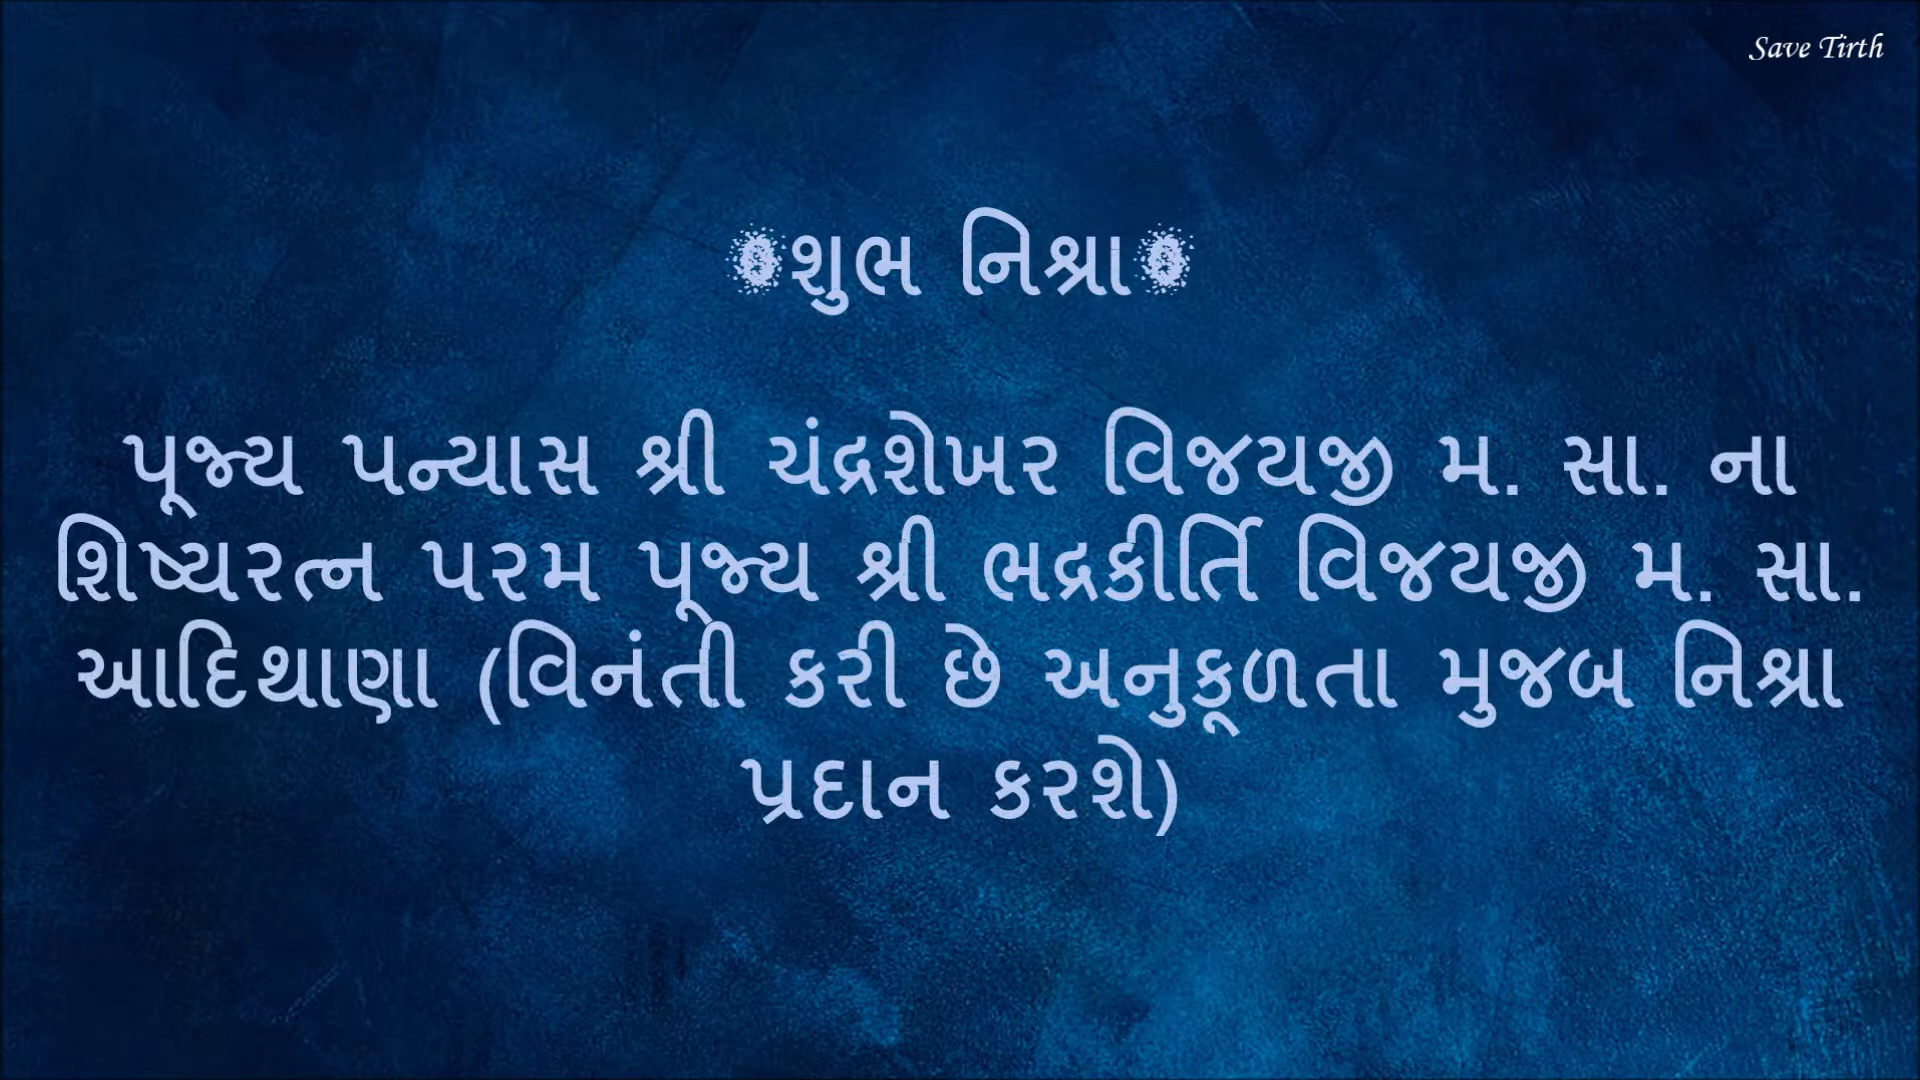 Save Tirth
શુભ નિશ્રા
પૂજ્ય પન્યાસ શ્રી ચંદ્રશેખર વિજયજી મ. સા. ના
શિષ્યરત્ન પરમ પૂજ્ય શ્રી ભદ્રકીર્તિ વિજયજી મ. સા.
આદિથાણા (વિનંતી કરી છે અનુકૂળતા મુજબ નિશ્રા
પ્રદાન કરશે)